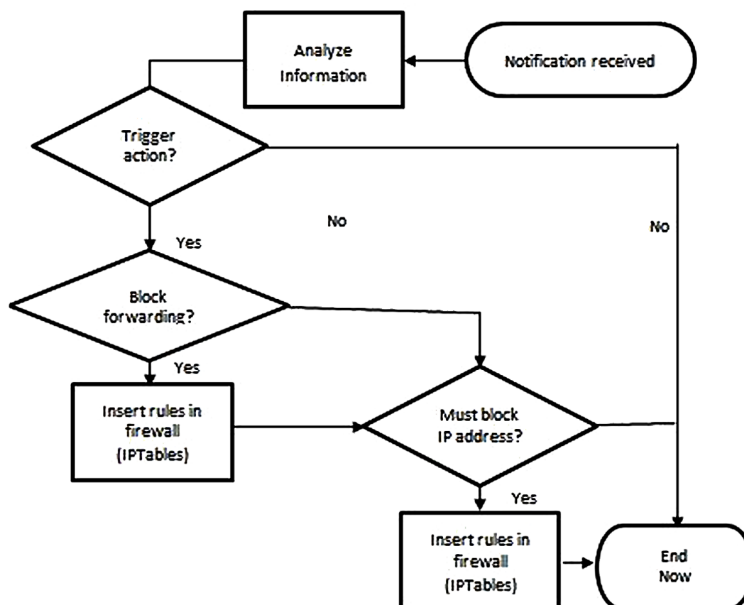 Analyze
Information
Notification received
Trigger
action?
No
No
Yes
Block
forwarding?
Yes
Insert rules in
firewall
(IPTables)
Must block
IP address?
Yes
Insert rules in
firewall
(IPTables)
End
Now